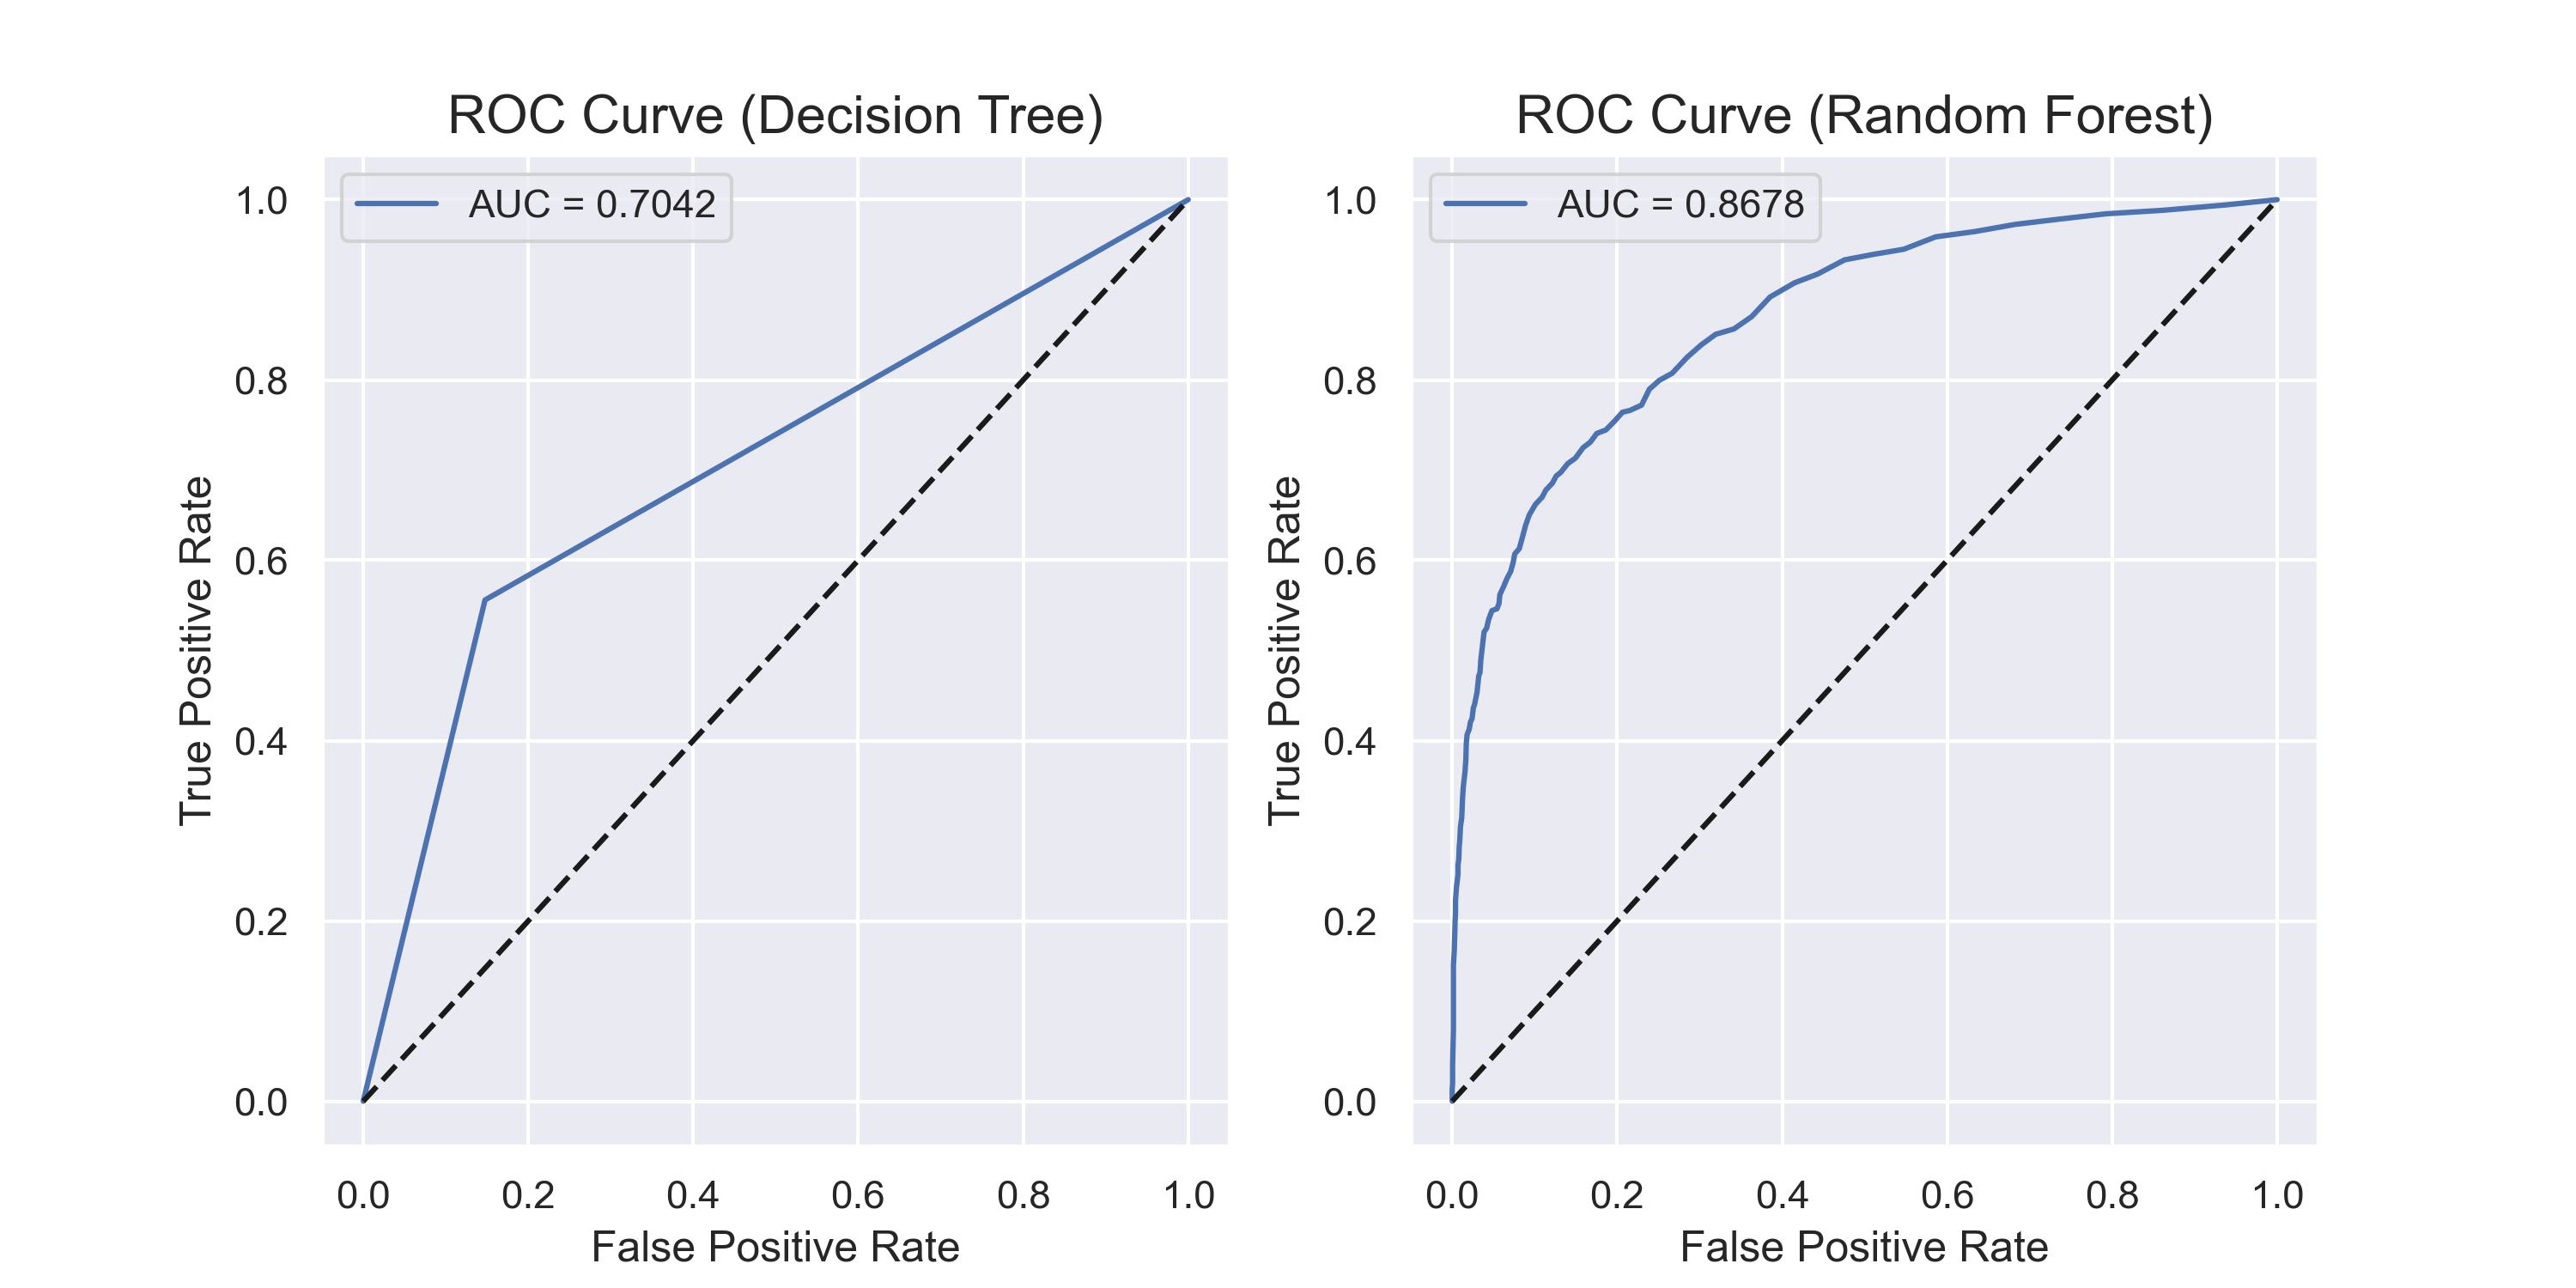 ROC Curve (Decision Tree)
AUC = 0.7042
True Positive Rate
1.0
0.8
0.6
0.4
0.2
0.0
0.0 0.2 0.4 0.6 0.8 1.0
False Positive Rate
ROC Curve (Random Forest)
AUC = 0.8678
True Positive Rate
1.0
0.8
0.6
0.4
0.2
0.0
0.0 0.2 0.4 0.6 0.8 1.0
False Positive Rate